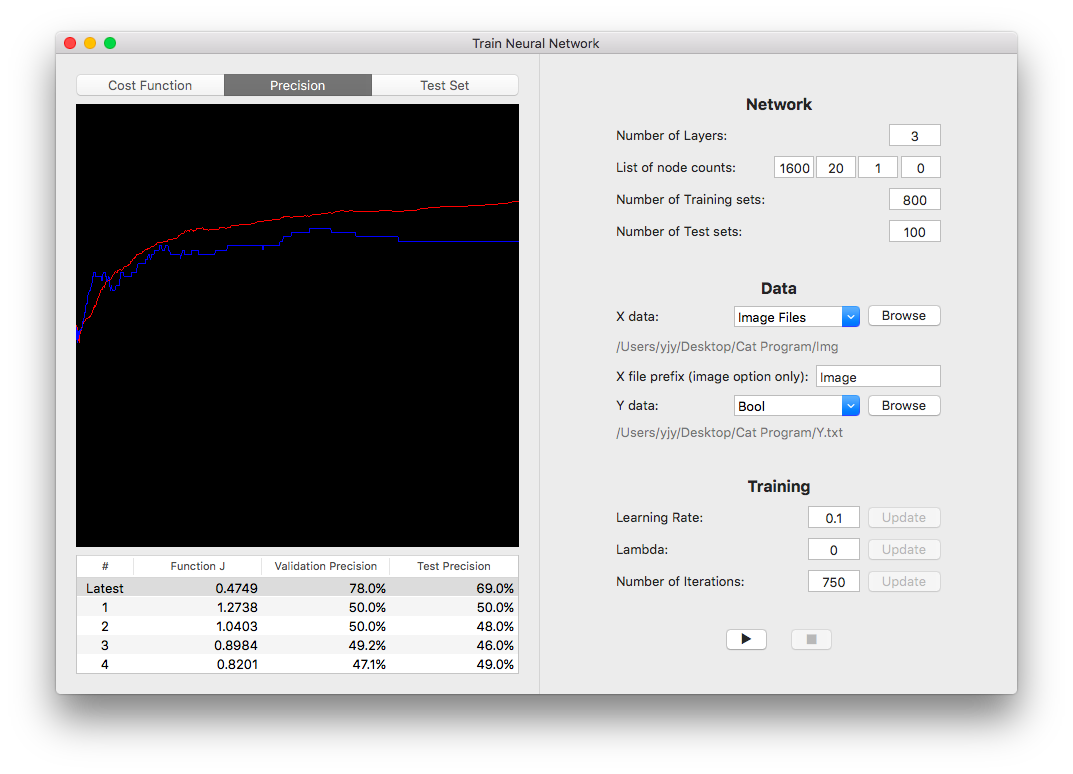 Train Neural Network
Cost Function Precision Test Set
# Function J Validation Precision Test Precision
Latest 0.4749 78.0% 69.0%
1 1.2738 50.0% 50.0%
2 1.0403 50.0% 48.0%
3 0.8984 49.2% 46.0%
4 0.8201 47.1% 49.0%
Network
Number of Layers: 3
List of node counts: 1600 20 1 0
Number of Training sets: 800
Number of Test sets: 100
Data
X data: Image Files Browse
/Users/yjy/Desktop/Cat Program/Img
X file prefix (image option only): Image
Y data: Bool Browse
/Users/yjy/Desktop/Cat Program/Y.txt
Training
Learning Rate: 0.1 Update
Lambda: 0 Update
Number of Iterations: 750 Update